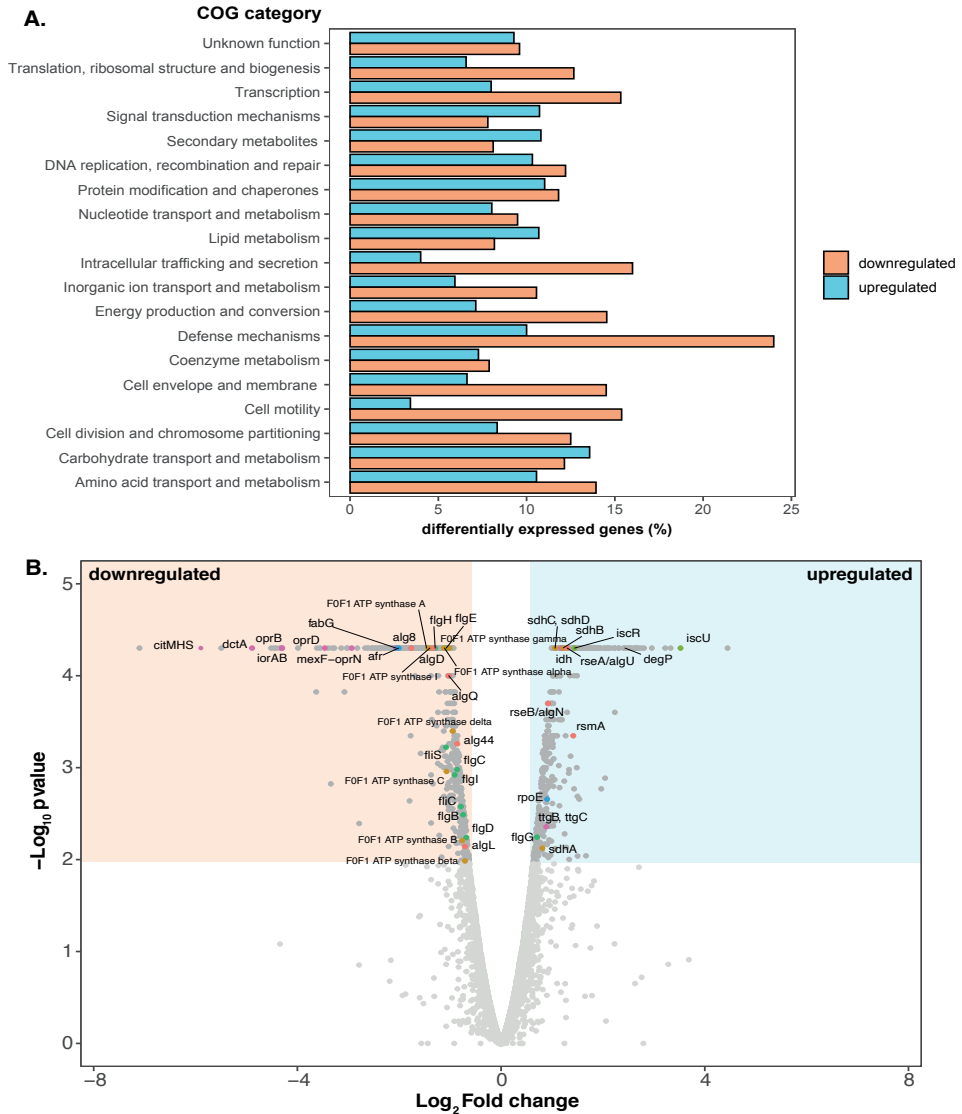 A.
COG category
Unknown function
Translation, ribosomal structure and biogenesis
Transcription
Signal transduction mechanisms
Secondary metabolites
DNA replication, recombination and repair
Protein modification and chaperones
Nucleotide transport and metabolism
Lipid metabolism
Intracellular trafficking and secretion
Inorganic ion transport and metabolism
Energy production and conversion
Defense mechanisms
Coenzyme metabolism
Cell envelope and membrane
Cell motility
Cell division and chromosome partitioning
Carbohydrate transport and metabolism
Amino acid transport and metabolism
0 5 10 15 20 25
differentially expressed genes (%)
downregulated
upregulated
B.
downregulated
upregulated
F0F1 ATP synthase A
fabG
flgH
flgE
citMHS
dctA
oprB
oprD
alg8
F0F1 ATP synthase gamma
iorAB
mexF-oprN
afr
algD
F0F1 ATP synthase I
F0F1 ATP synthase alpha
algQ
F0F1 ATP synthase delta
alg44
fliS
flgC
F0F1 ATP synthase C
flgI
fliC
flgB
flgD
F0F1 ATP synthase B
algL
F0F1 ATP synthase beta
sdhC
sdhD
sdhB
iscR
iscU
idh
rseA/algU
degP
rseB/algN
rsmA
rpoE
ttgB, ttgC
flgG
sdhA
5
4
3
2
1
0
−Log10 pvalue
−8 −4 0 4 8
Log2 Fold change